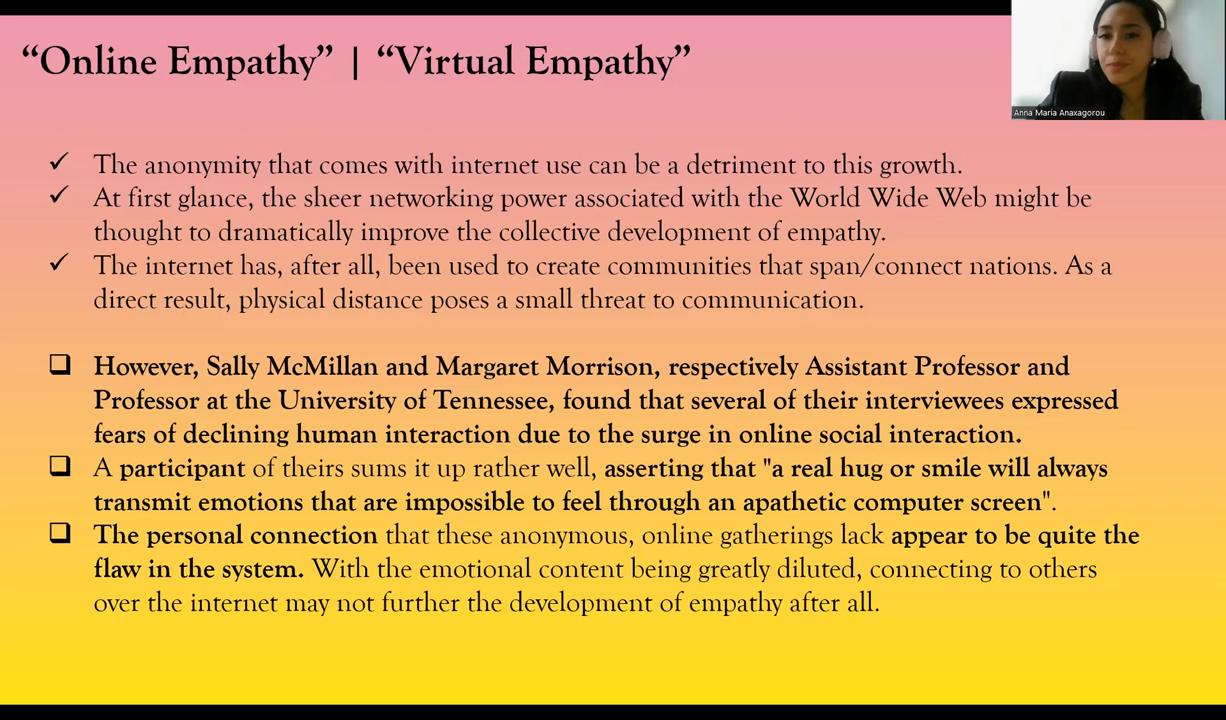 “Online Empathy” | “Virtual Empathy”
Anna Maria Anaxagorou
✓ The anonymity that comes with internet use can be a detriment to this growth.
✓ At first glance, the sheer networking power associated with the World Wide Web might be
thought to dramatically improve the collective development of empathy.
✓ The internet has, after all, been used to create communities that span/connect nations. As a
direct result, physical distance poses a small threat to communication.
❑ However, Sally McMillan and Margaret Morrison, respectively Assistant Professor and
Professor at the University of Tennessee, found that several of their interviewees expressed
fears of declining human interaction due to the surge in online social interaction.
❑ A participant of theirs sums it up rather well, asserting that "a real hug or smile will always
transmit emotions that are impossible to feel through an apathetic computer screen".
❑ The personal connection that these anonymous, online gatherings lack appear to be quite the
flaw in the system. With the emotional content being greatly diluted, connecting to others
over the internet may not further the development of empathy after all.